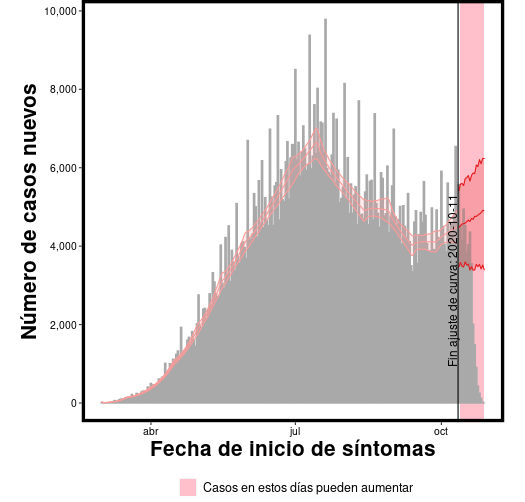 Número de casos nuevos
10,000
8,000
6,000
4,000
2,000
0
Fin ajuste de curva: 2020-10-11
abr
jul
oct
Fecha de inicio de síntomas
Casos en estos días pueden aumentar